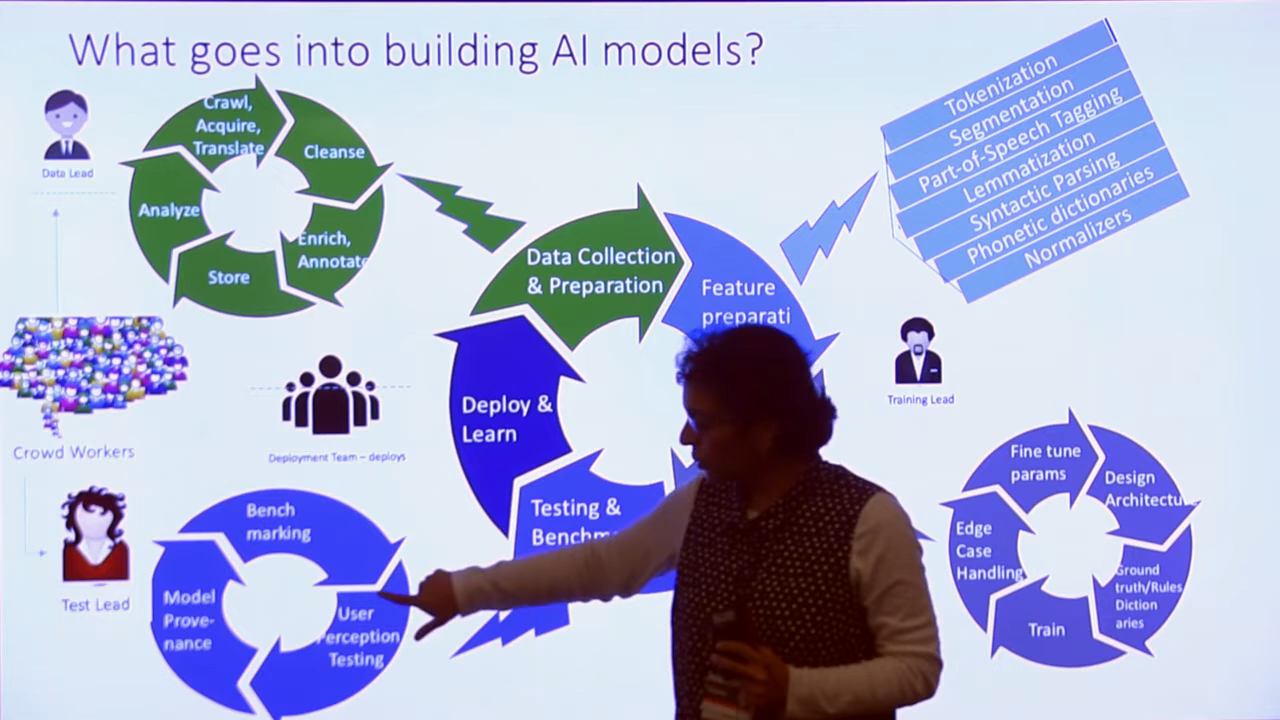 What goes into building AI models?
Data Lead
Crawl,
Acquire,
Translate
Cleanse
Enrich,
Annotate
Store
Analyze
Data Collection
& Preparation
Feature
preparati
Deploy &
Learn
Testing &
Tokenization
Segmentation
Part-of-Speech Tagging
Lemmatization
Syntactic Parsing
Phonetic dictionaries
Normalizers
Training Lead
Crowd Workers
Deployment Team – deploys
Test Lead
Bench
marking
User
Perception
Testing
Model
Prove-
nance
Fine tune
params
Design
Architectu
Ground
truth/Rules
Diction
aries
Train
Edge
Case
Handling